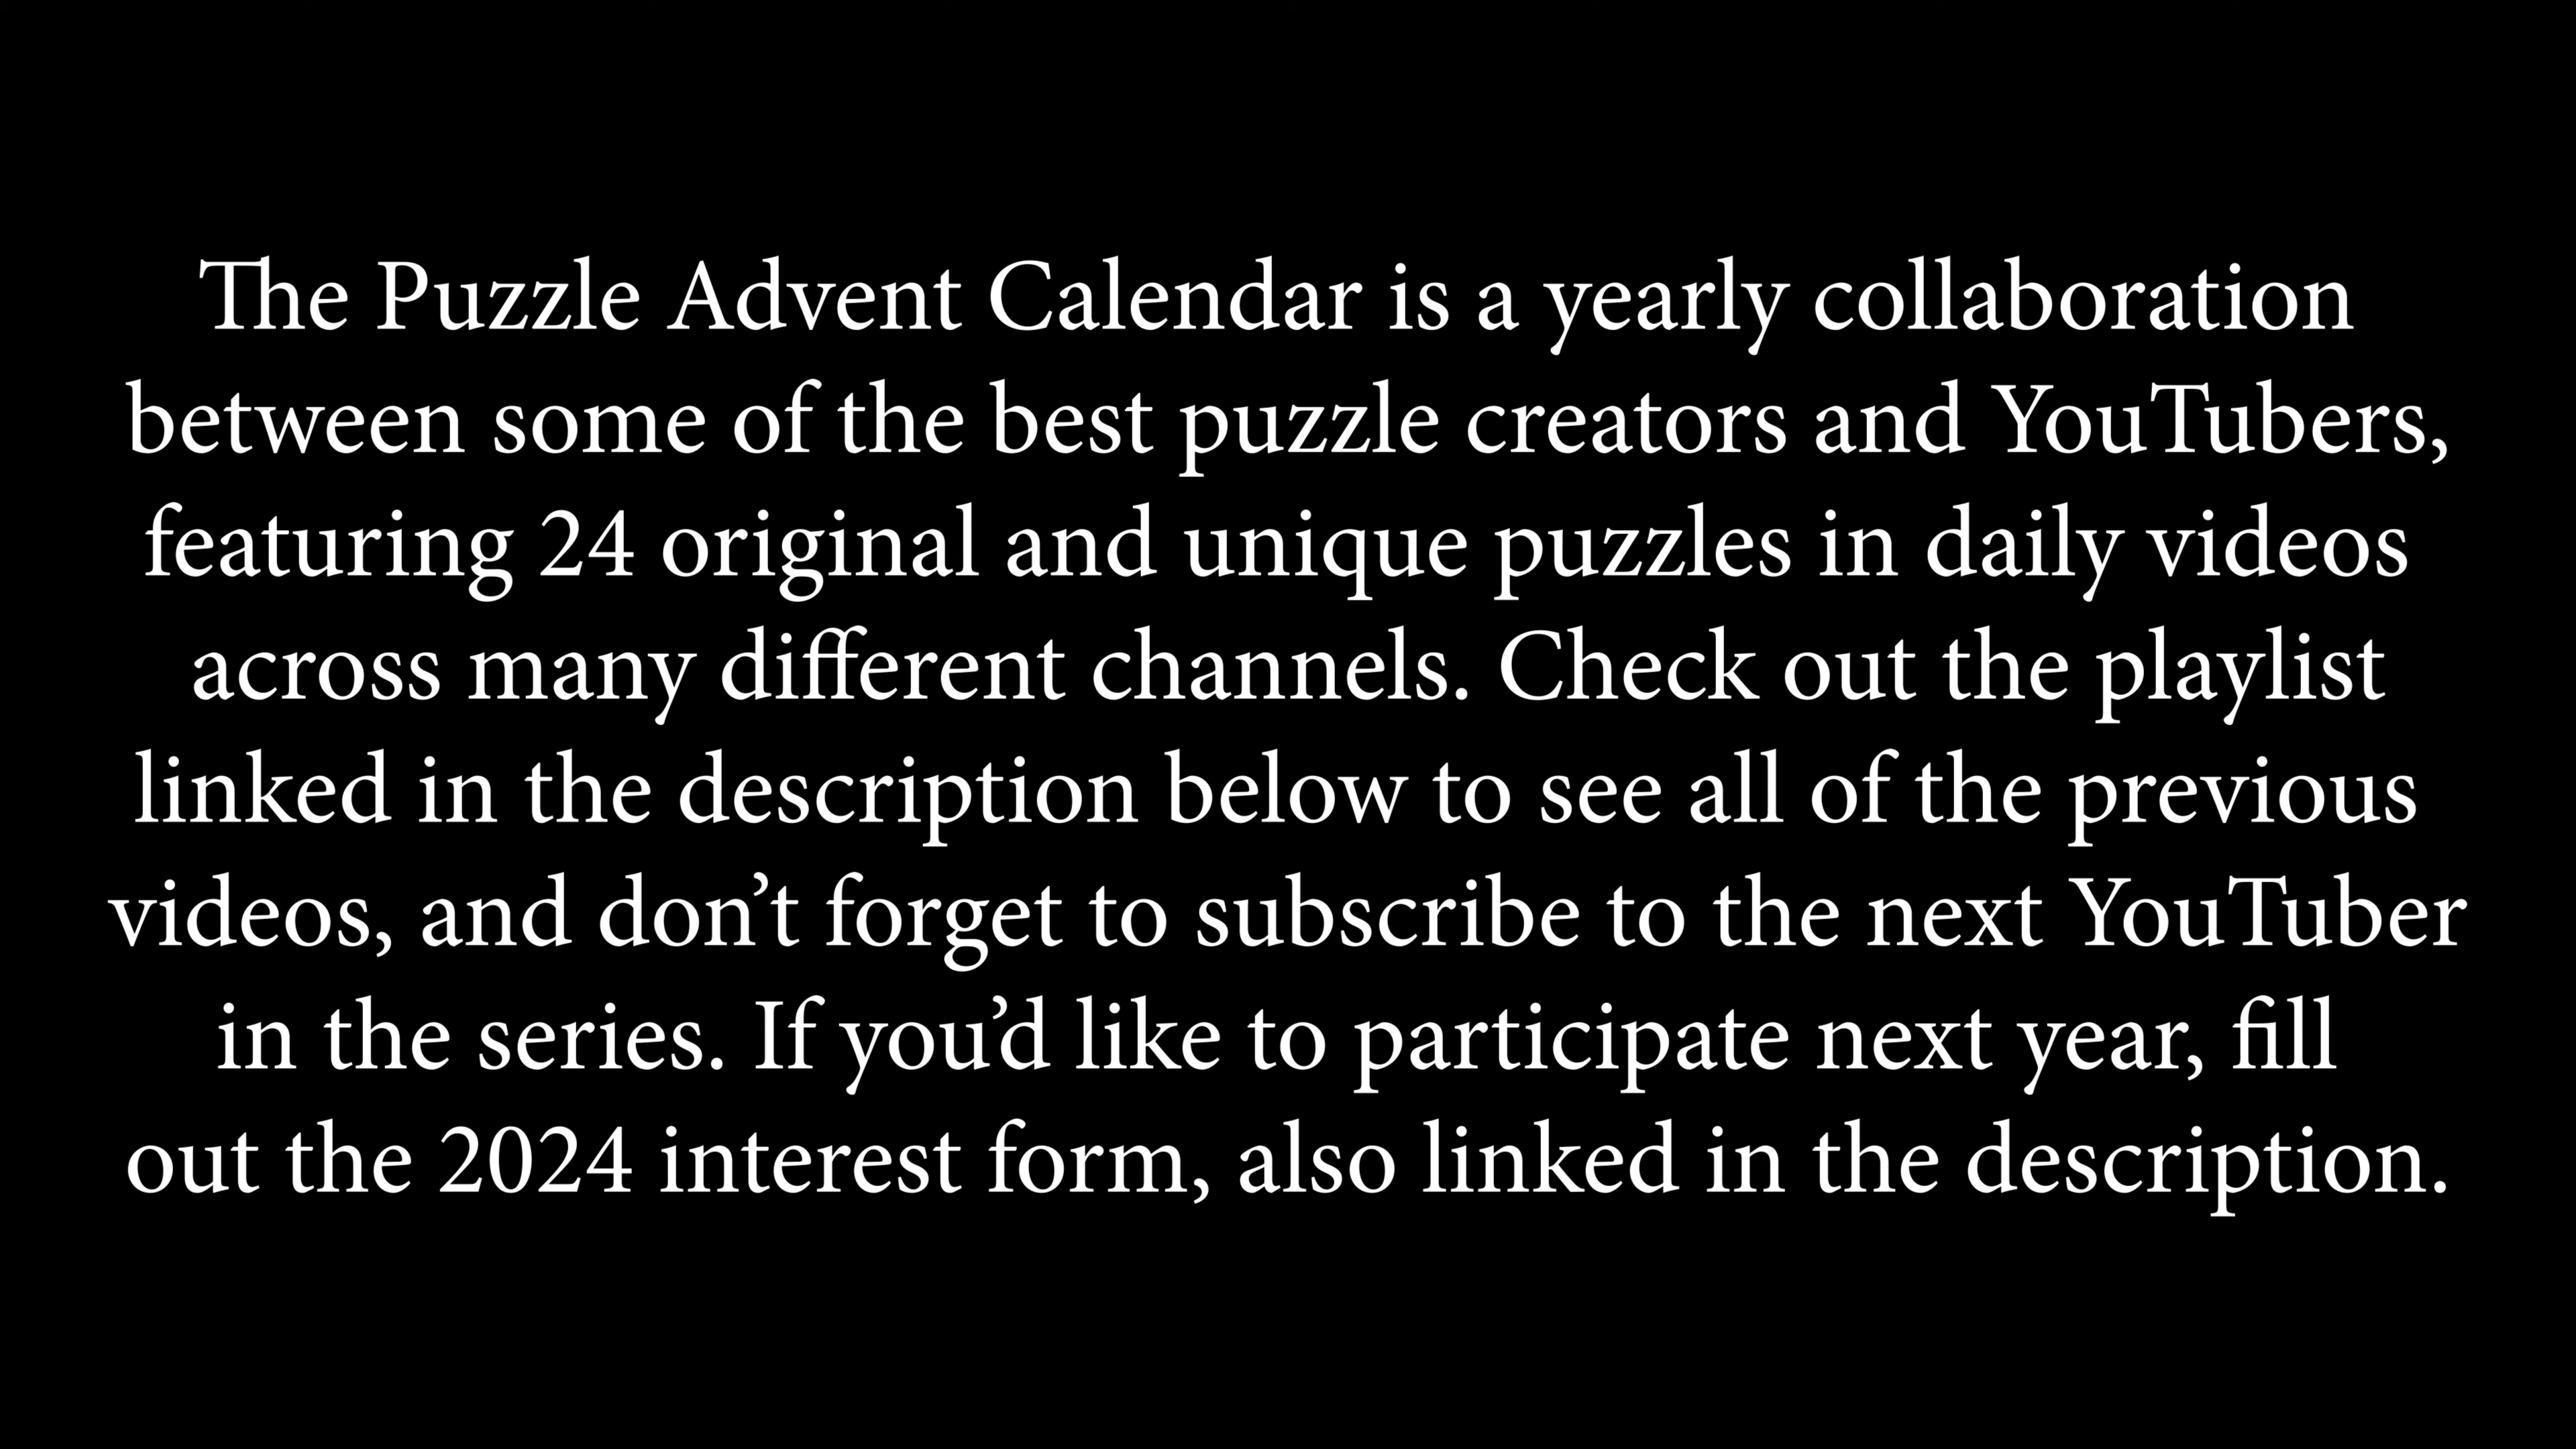 The Puzzle Advent Calendar is a yearly collaboration
between some of the best puzzle creators and YouTubers,
featuring 24 original and unique puzzles in daily videos
across many different channels. Check out the playlist
linked in the description below to see all of the previous
videos, and don’t forget to subscribe to the next YouTuber
in the series. If you’d like to participate next year, fill
out the 2024 interest form, also linked in the description.